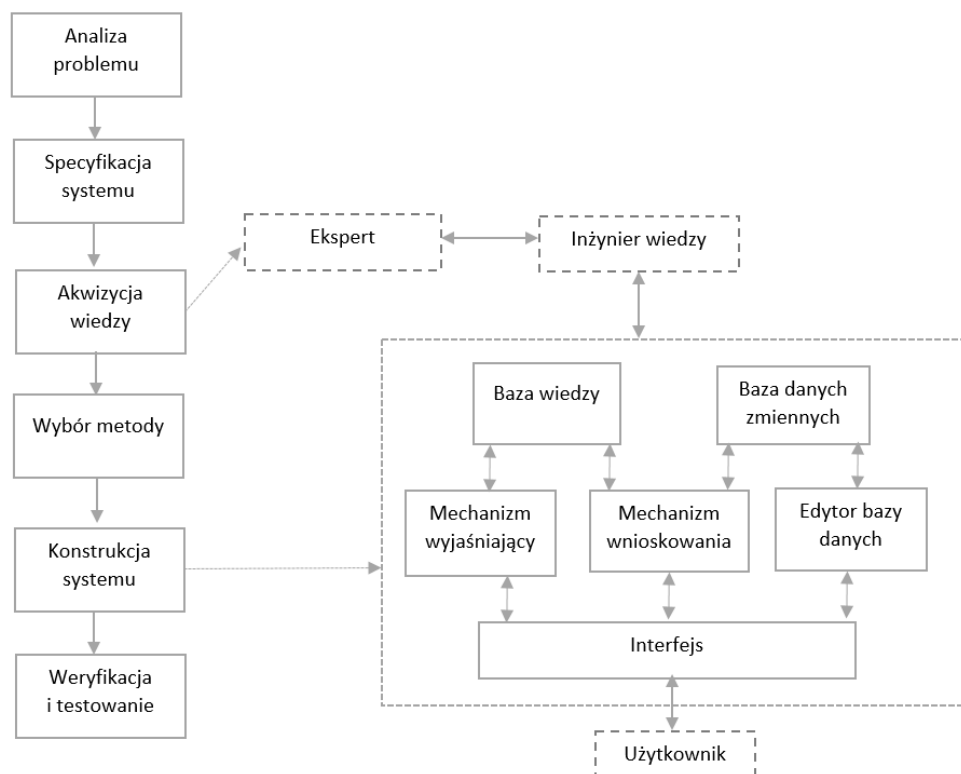 Analiza
problemu
Specyfikacja
systemu
Akwizycja
wiedzy
Wybór metody
Konstrukcja
systemu
Weryfikacja
i testowanie
Ekspert
Inżynier wiedzy
Baza wiedzy
Baza danych
zmiennych
Mechanizm
wyjaśniający
Mechanizm
wnioskowania
Edytor bazy
danych
Interfejs
Użytkownik